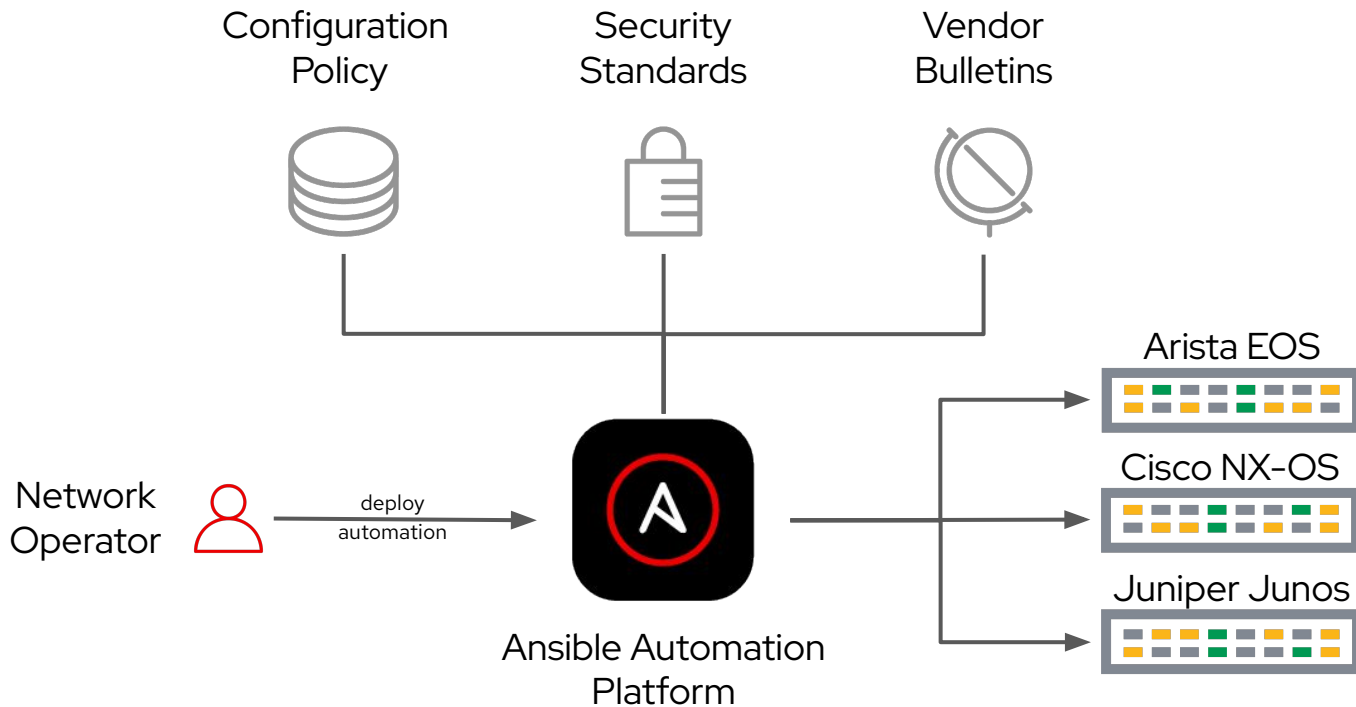 Configuration
Policy
Security
Standards
Vendor
Bulletins
Arista EOS
Cisco NX-OS
Network
Operator
deploy
automation
Juniper Junos
Ansible Automation
Platform